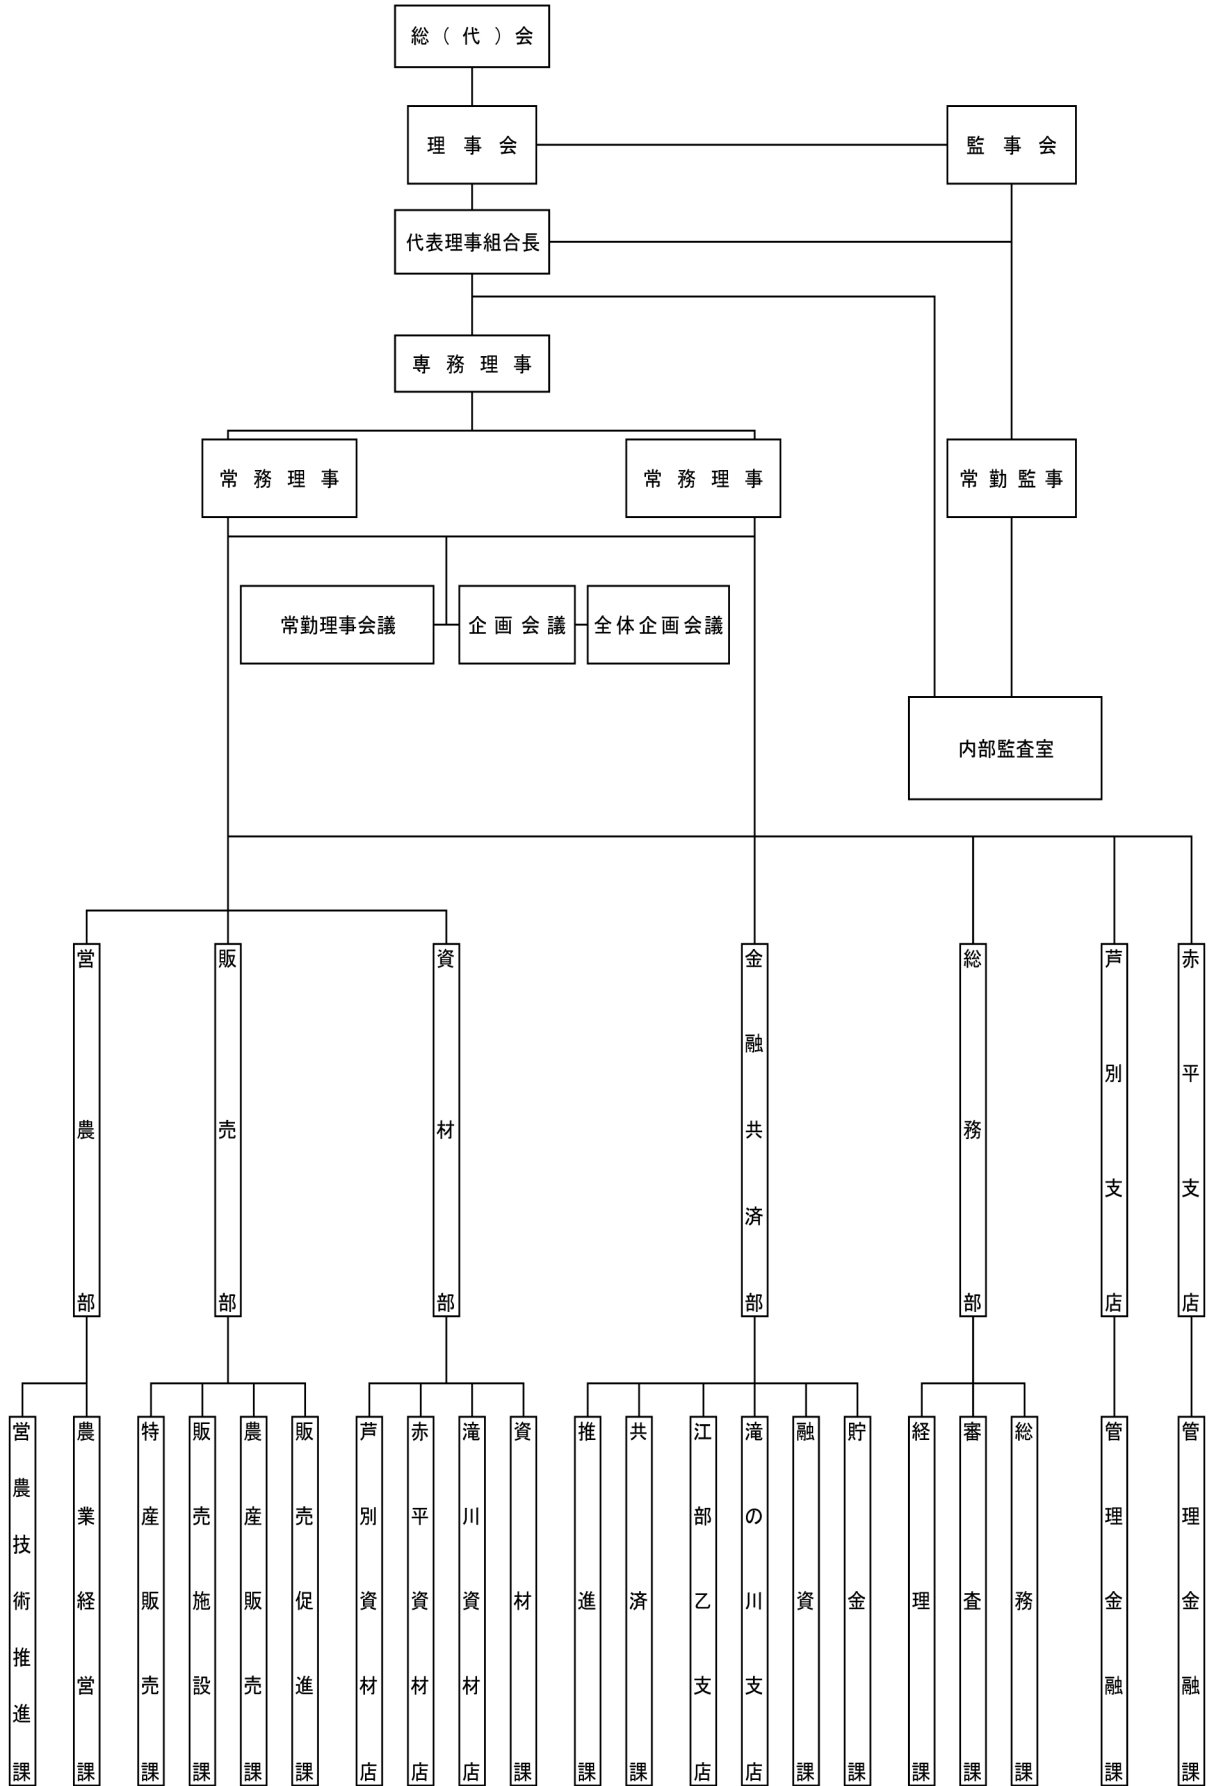 総（代）会
理事会
監事会
代表理事組合長
専務理事
常務理事
常務理事
常勤監事
常勤理事会議
企画会議
全体企画会議
内部監査室
営農部
販売部
資材部
金融共済部
総務部
芦別支店
赤平支店
営農技術推進課
農業経営課
特産販売課
販売施設課
農産販売課
販売促進課
芦別資材店
赤平資材店
滝川資材店
資材課
推進課
共済課
江部乙支店
滝の川支店
融資課
貯金課
経理課
審査課
総務課
管理金融課
管理金融課